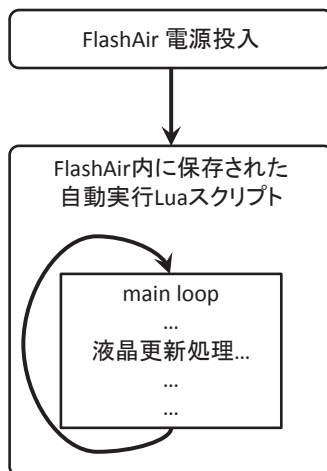 FlashAir 電源投入
FlashAir内に保存された
自動実行Luaスクリプト
main loop
...
液晶更新処理...
...
...